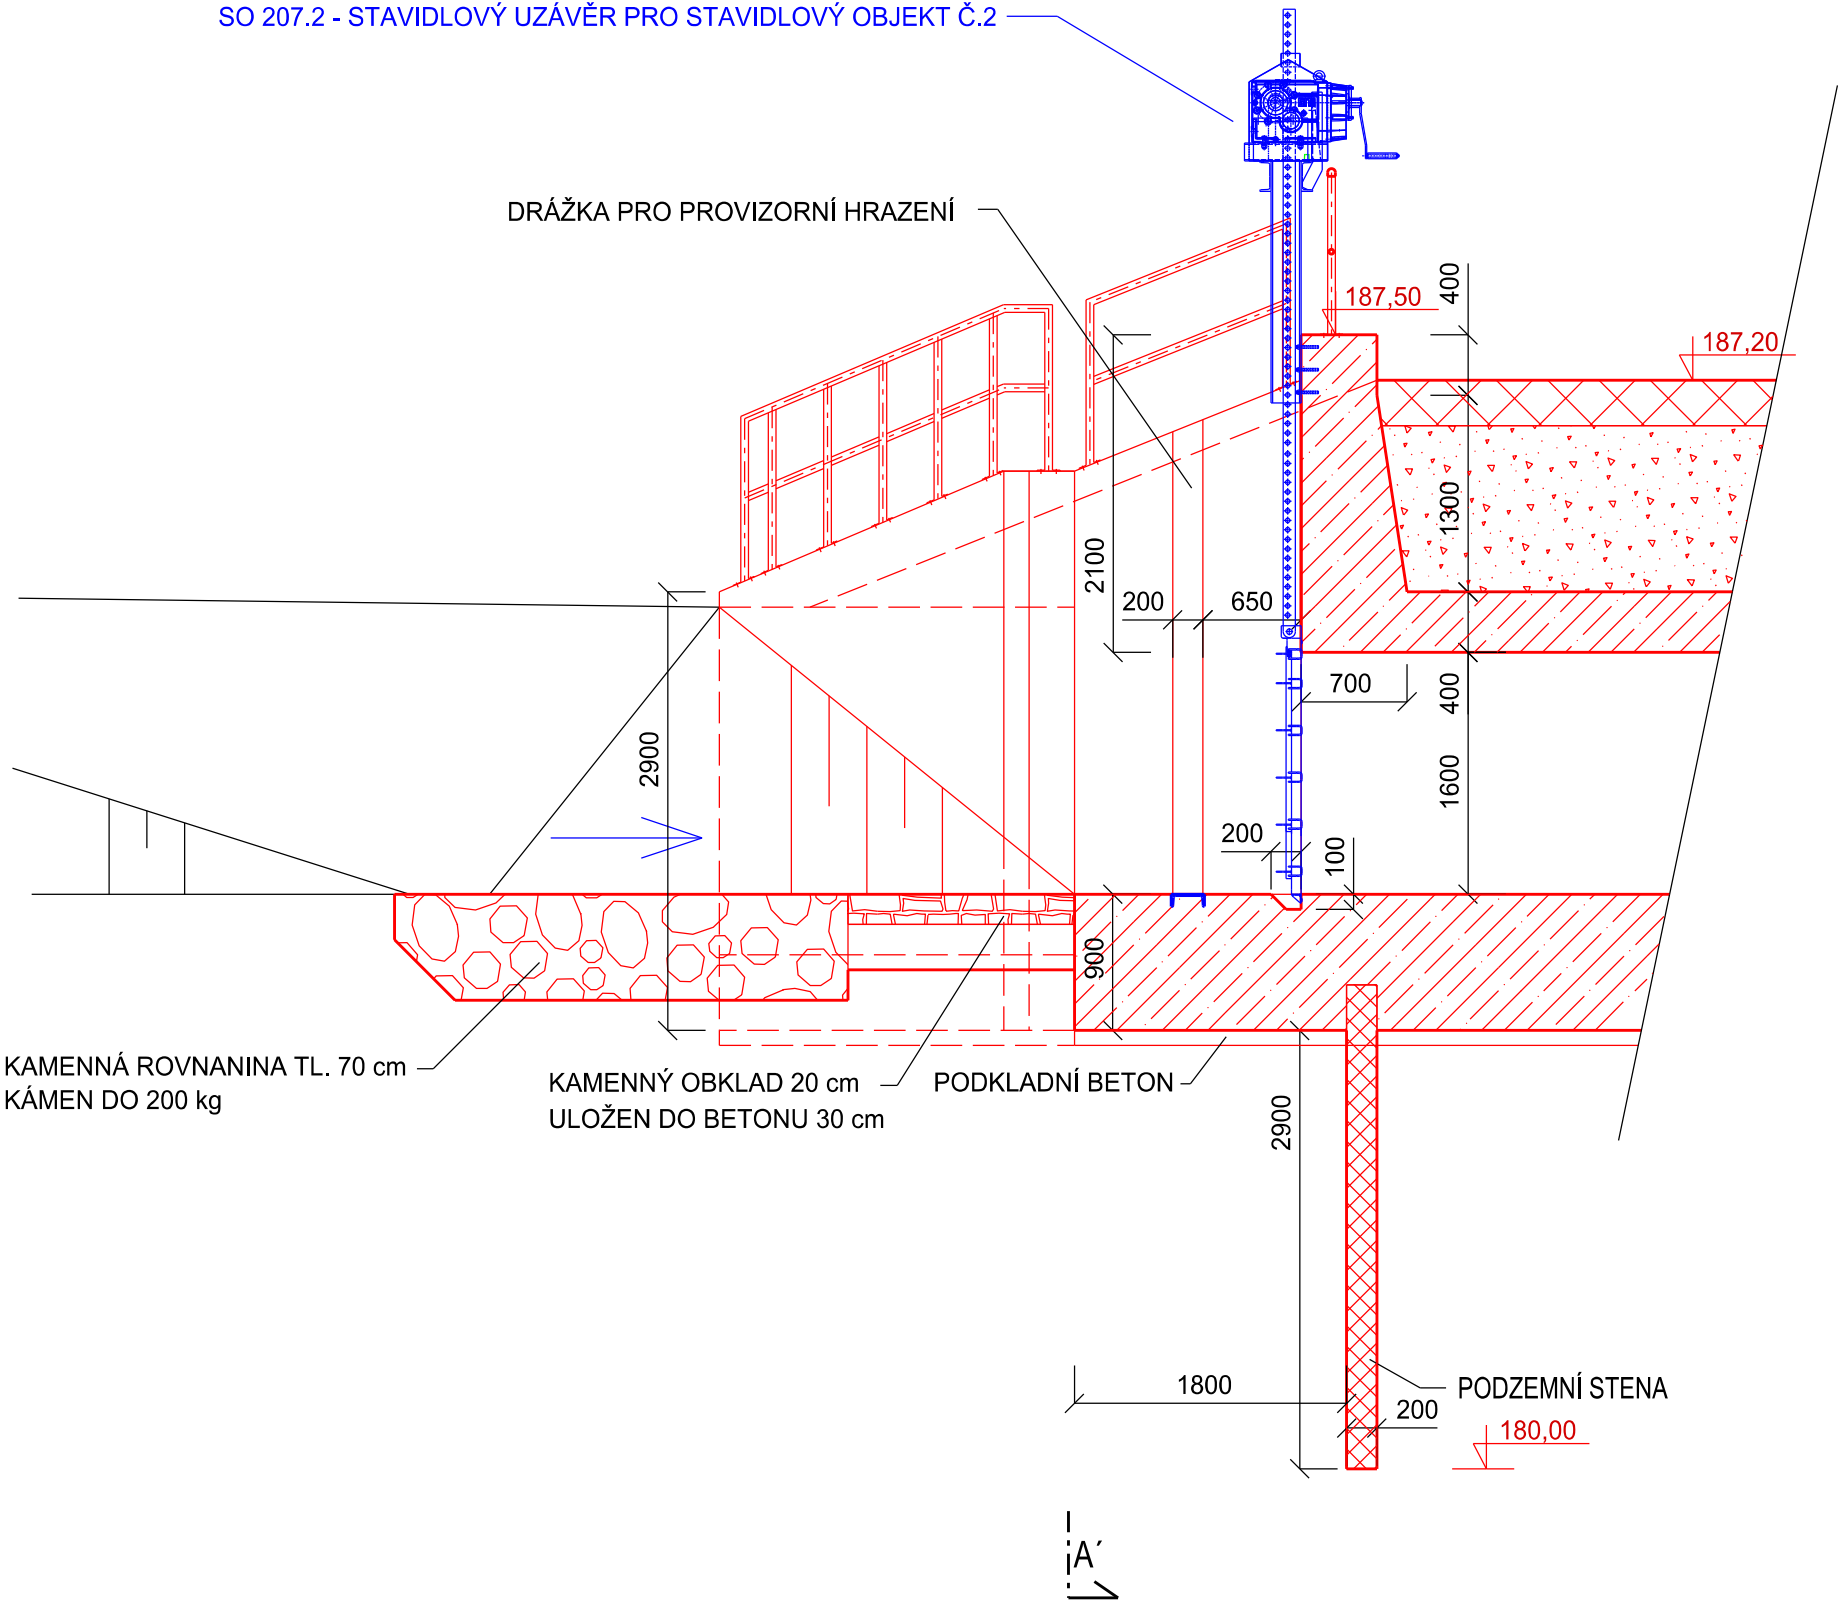 SO 207.2 - STAVIDLOVÝ UZÁVĚR PRO STAVIDLOVÝ OBJEKT Č.2
DRÁŽKA PRO PROVIZORNÍ HRAZENÍ
187,50
400
187,20
2100
1300
200
650
700
400
2900
1600
200
100
900
KAMENNÁ ROVNANINA TL. 70 cm
KÁMEN DO 200 kg
KAMENNÝ OBKLAD 20 cm
ULOŽEN DO BETONU 30 cm
PODKLADNÍ BETON
2900
1800
PODZEMNÍ STENA
200
180,00
A´